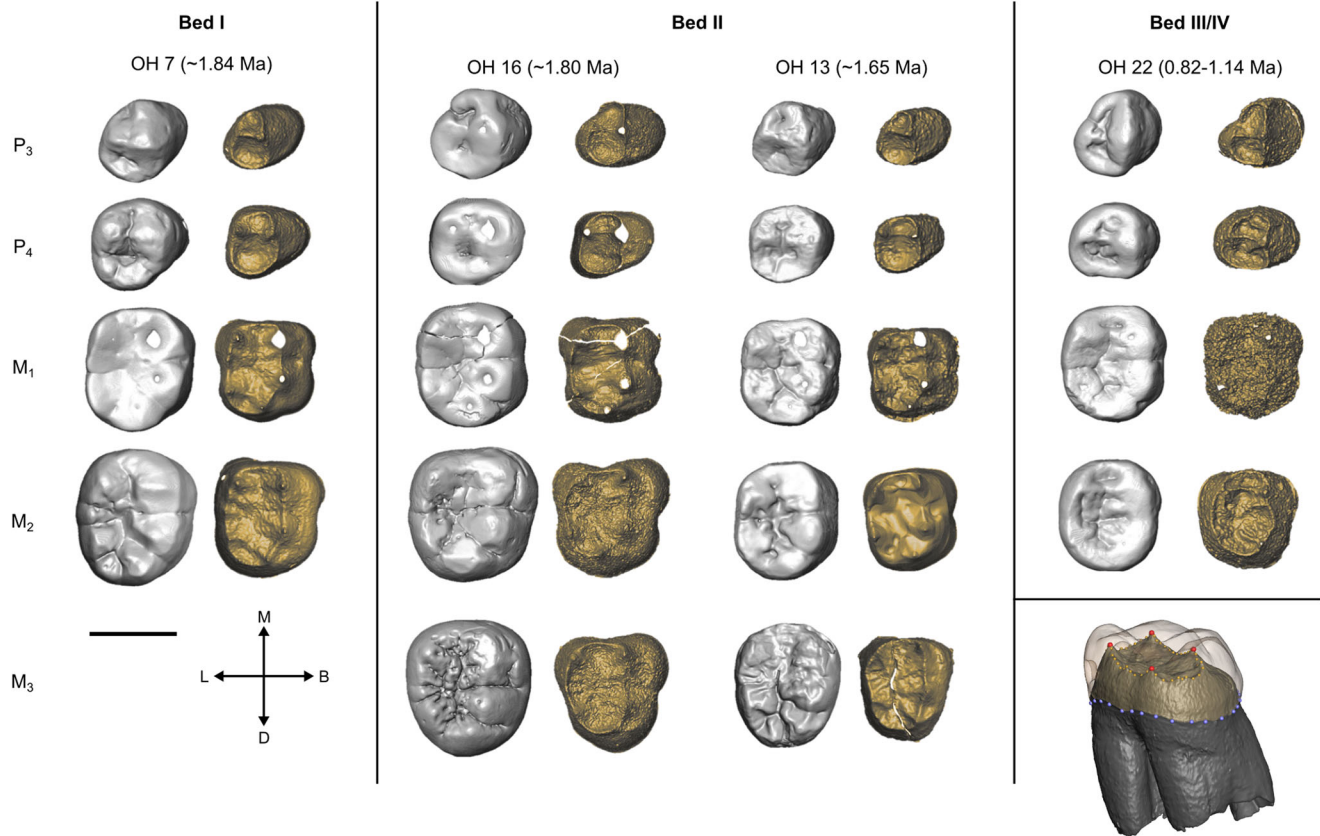 Bed I
Bed II
Bed III/IV
OH 7 (~1.84 Ma)
OH 16 (~1.80 Ma)
OH 13 (~1.65 Ma)
OH 22 (0.82-1.14 Ma)
P3
P4
M1
M2
M3
M
L
B
D